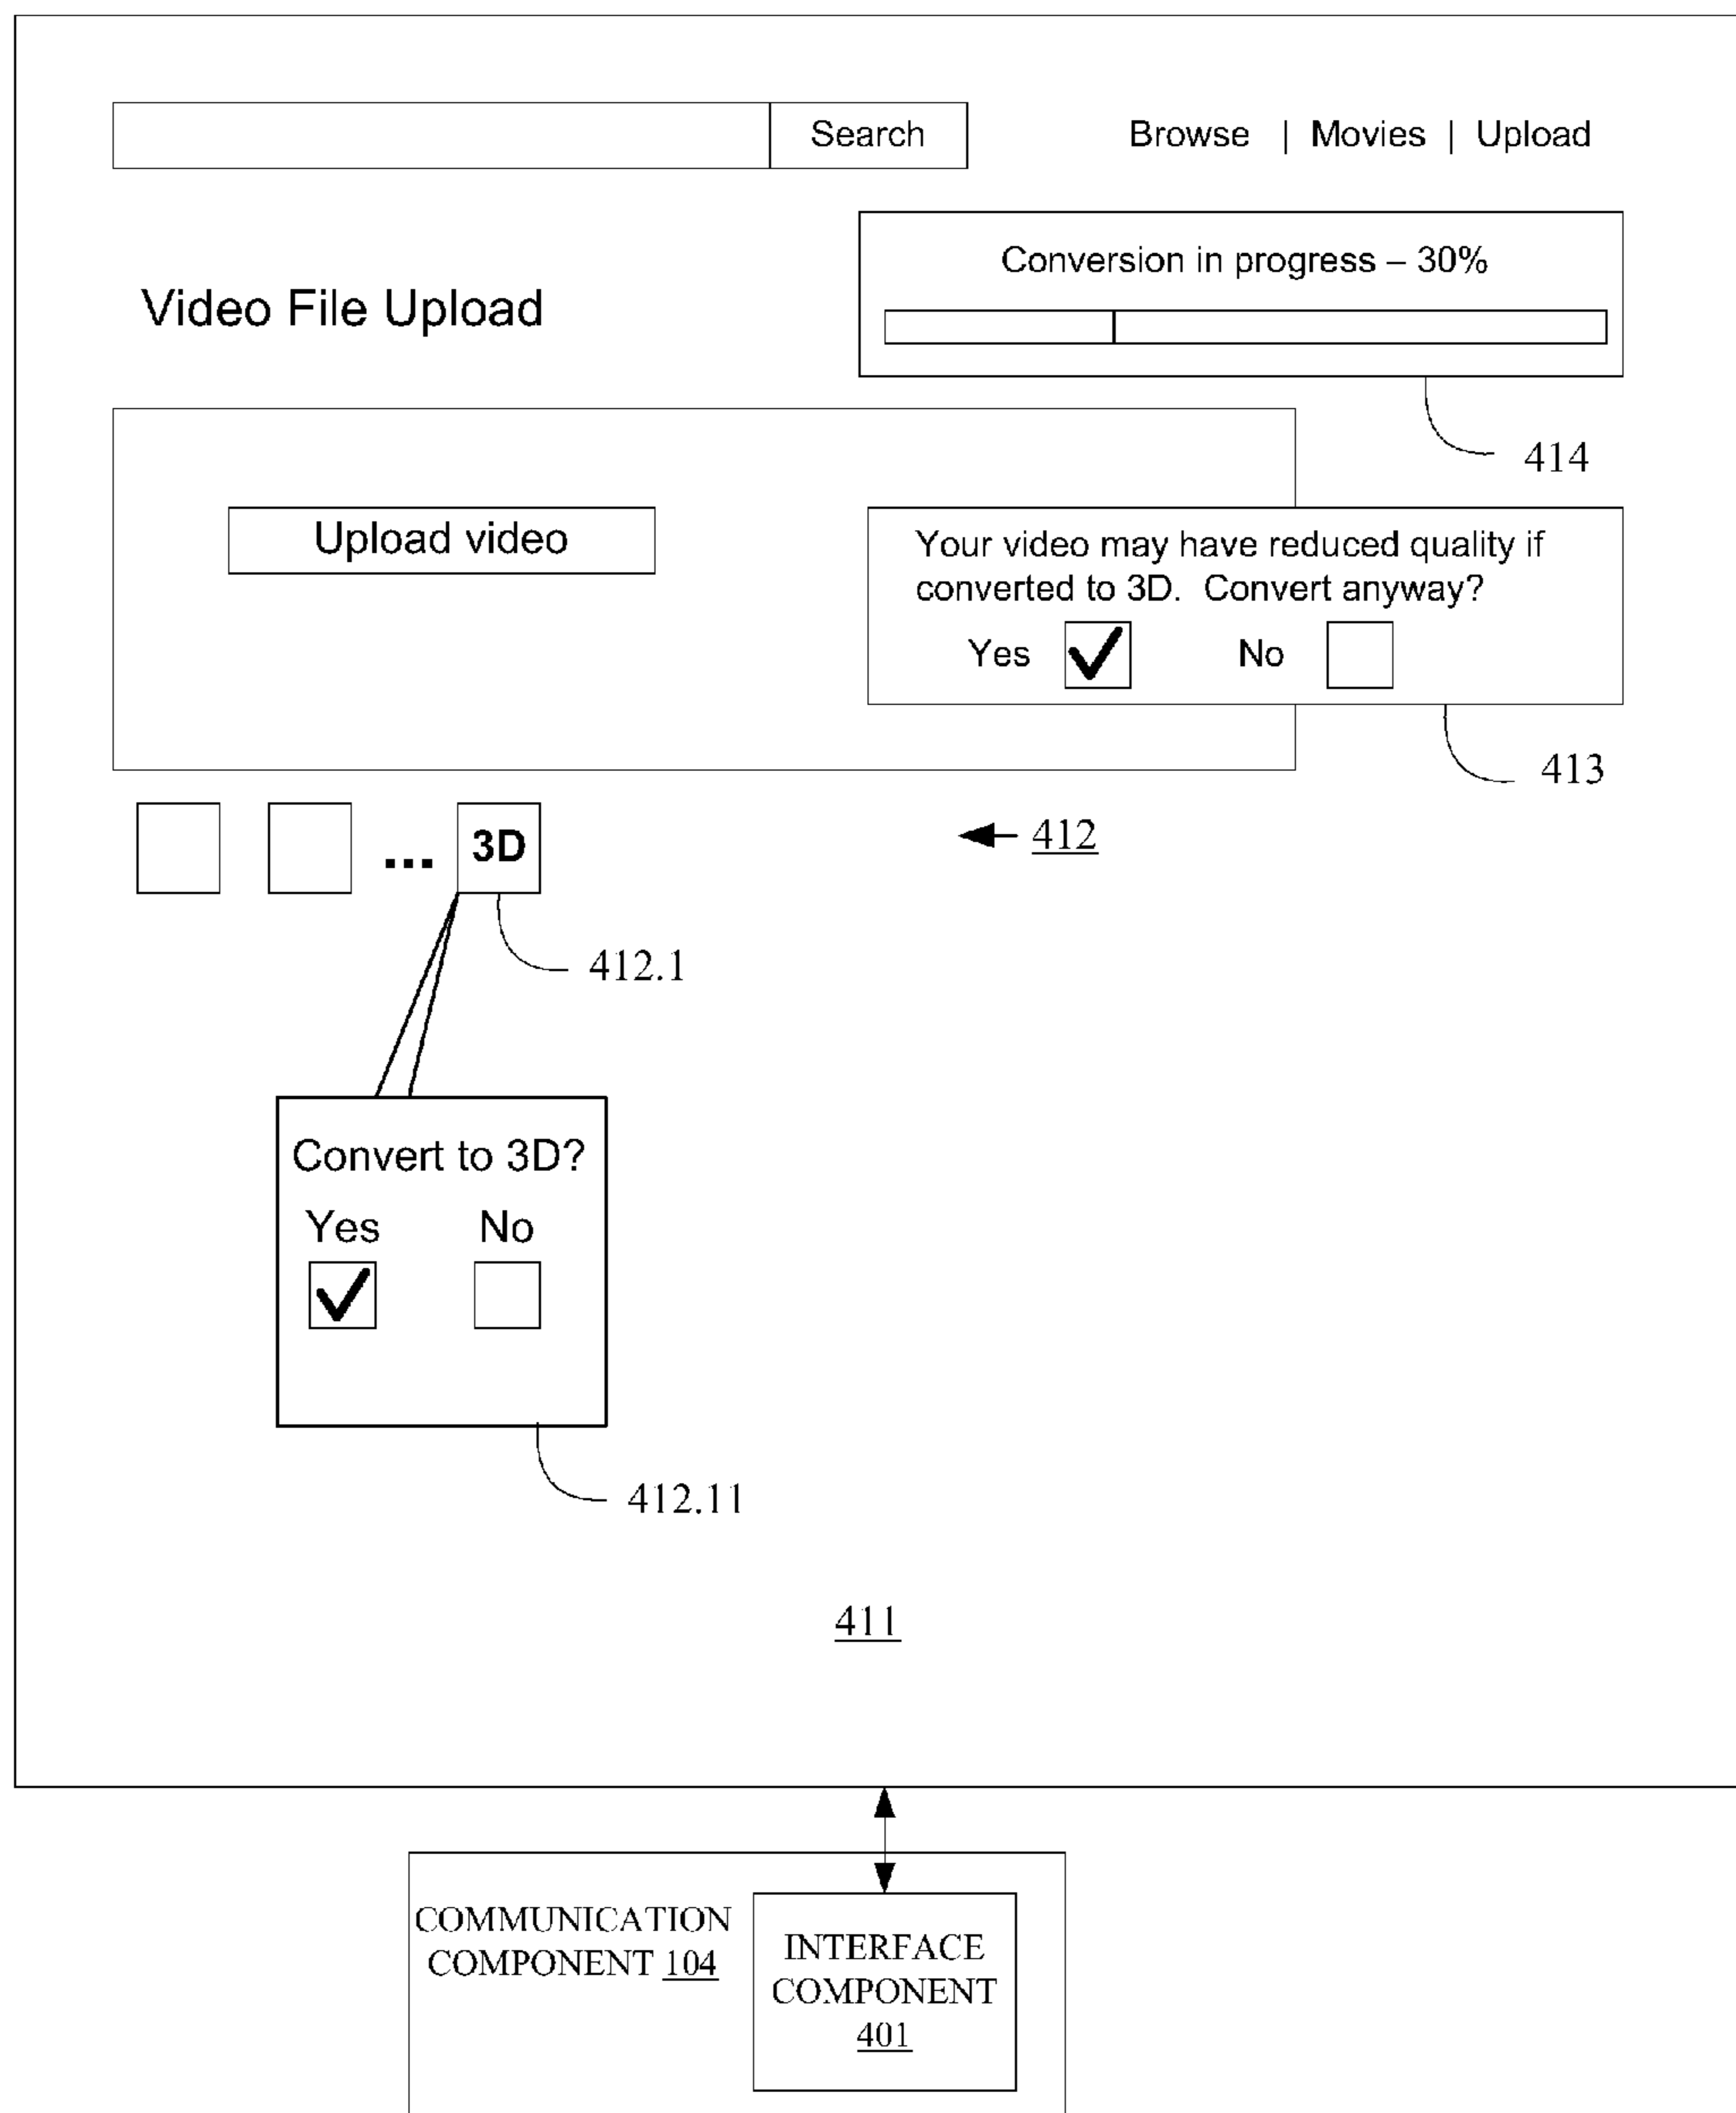 Search
Browse | Movies | Upload
Conversion in progress – 30%
Video File Upload
414
Upload video
Your video may have reduced quality if
converted to 3D. Convert anyway?
Yes No
413
... 3D
412
412.1
Convert to 3D?
Yes No
412.11
411
COMMUNICATION
COMPONENT 104
INTERFACE
COMPONENT
401